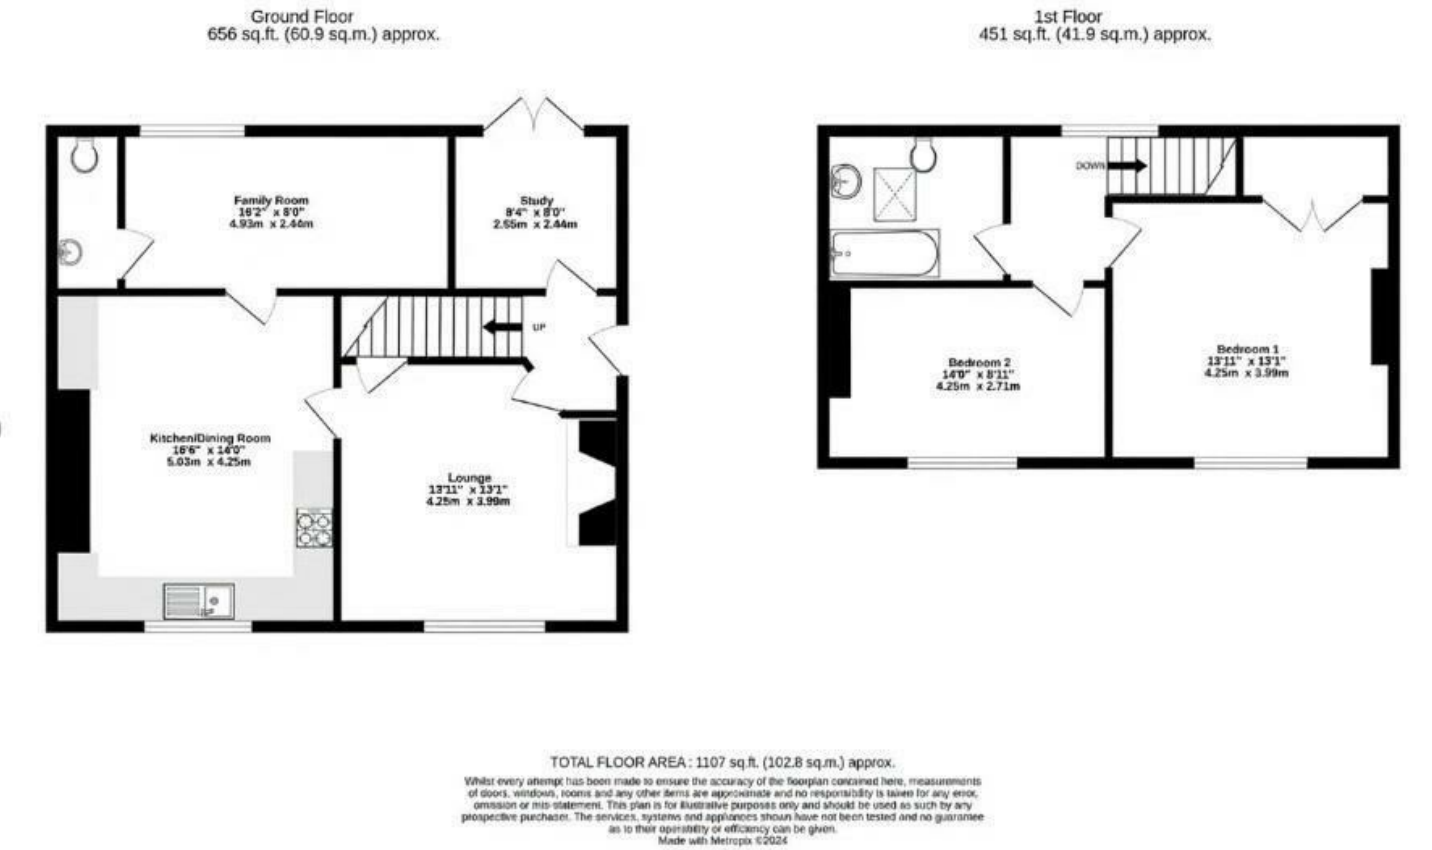 Ground Floor
656 sq.ft. (60.9 sq.m.) approx.
1st Floor
451 sq.ft. (41.9 sq.m.) approx.
Family Room
16'2" x 8'0"
4.93m x 2.44m
Study
8'4" x 8'0"
2.55m x 2.44m
UP
Kitchen/Dining Room
16'6" x 14'0"
5.03m x 4.25m
Lounge
13'11" x 13'1"
4.25m x 3.99m
DOWN
Bedroom 2
14'0" x 8'11"
4.25m x 2.71m
Bedroom 1
13'11" x 13'1"
4.25m x 3.99m
TOTAL FLOOR AREA : 1107 sq.ft. (102.8 sq.m.) approx.
Whilst every attempt has been made to ensure the accuracy of the floorplan contained here, measurements
of doors, windows, rooms and any other items are approximate and no responsibility is taken for any error,
omission or mis-statement. This plan is for illustrative purposes only and should be used as such by any
prospective purchaser. The services, systems and appliances shown have not been tested and no guarantee
as to their operability or efficiency can be given.
Made with Metropix ©2024